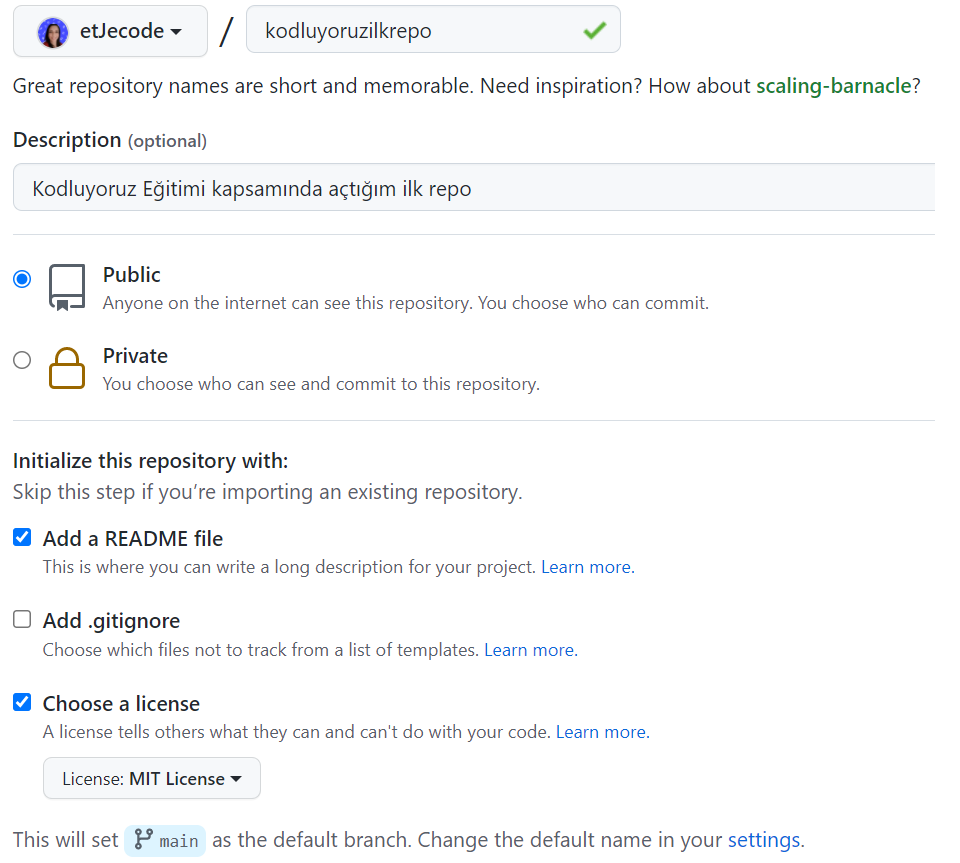 etJecode / kodluyoruzilkrepo
Great repository names are short and memorable. Need inspiration? How about scaling-barnacle?
Description (optional)
Kodluyoruz Eğitimi kapsamında açtığım ilk repo
Public
Anyone on the internet can see this repository. You choose who can commit.
Private
You choose who can see and commit to this repository.
Initialize this repository with:
Skip this step if you’re importing an existing repository.
Add a README file
This is where you can write a long description for your project. Learn more.
Add .gitignore
Choose which files not to track from a list of templates. Learn more.
Choose a license
A license tells others what they can and can't do with your code. Learn more.
License: MIT License
This will set main as the default branch. Change the default name in your settings.